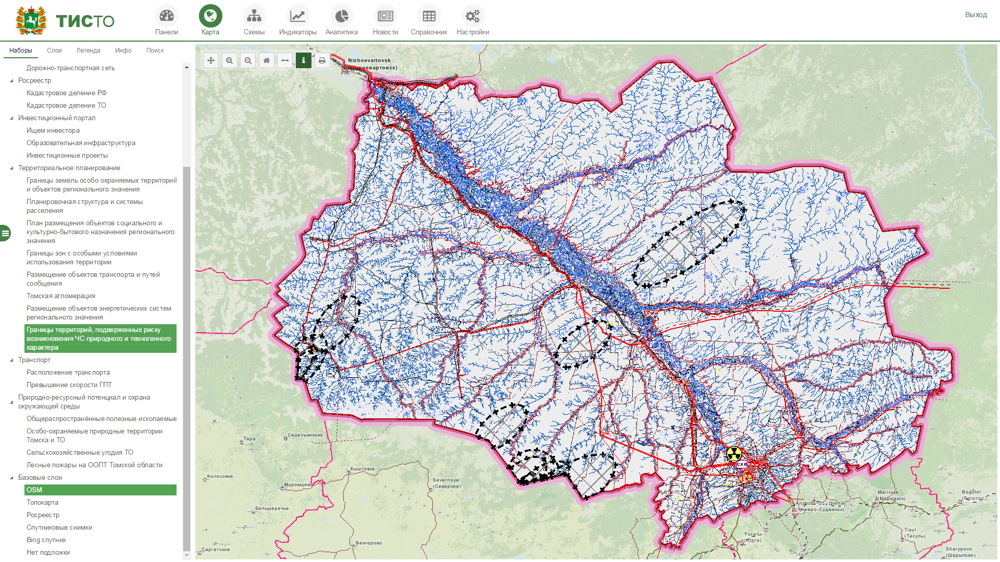 ТИСТО
Панели
Карта
Схемы
Индикаторы
Аналитика
Новости
Справочник
Настройки
Выход
Наборы
Слои
Легенда
Инфо
Поиск
Дорожно-транспортная сеть
Росреестр
Кадастровое деление РФ
Кадастровое деление ТО
Инвестиционный портал
Ищем инвестора
Образовательная инфраструктура
Инвестиционные проекты
Территориальное планирование
Границы земель особо охраняемых территорий
и объектов регионального значения
Планировочная структура и системы
расселения
План размещения объектов социального и
культурно-бытового назначения регионального
значения
Границы зон с особыми условиями
использования территории
Размещение объектов транспорта и путей
сообщения
Томская агломерация
Размещение объектов энергетических систем
регионального значения
Границы территорий, подверженных риску
возникновения ЧС природного и техногенного
характера
Транспорт
Расположение транспорта
Превышение скорости ГПТ
Природно-ресурсный потенциал и охрана
окружающей среды
Общераспространённые полезные ископаемые
Особо-охраняемые природные территории
Томска и ТО
Сельскохозяйственные угодия ТО
Лесные пожары на ООПТ Томской области
Базовые слои
OSM
Топокарта
Росреестр
Спутниковые снимки
Bing спутник
Нет подложки
Nizhnevartovsk
невартовск)
Седельниково
Тара
Кыштовка
Колосовка
Муромцево
Severnoye
(Северное)
Большеречье
Венгерово
Саргатское
СХК
Mariinsk
(Мариинск)
Bogotol
(Боготол)
Tisul
(Тисуль)
Sharypovo
(Шарыпово)
Yurga